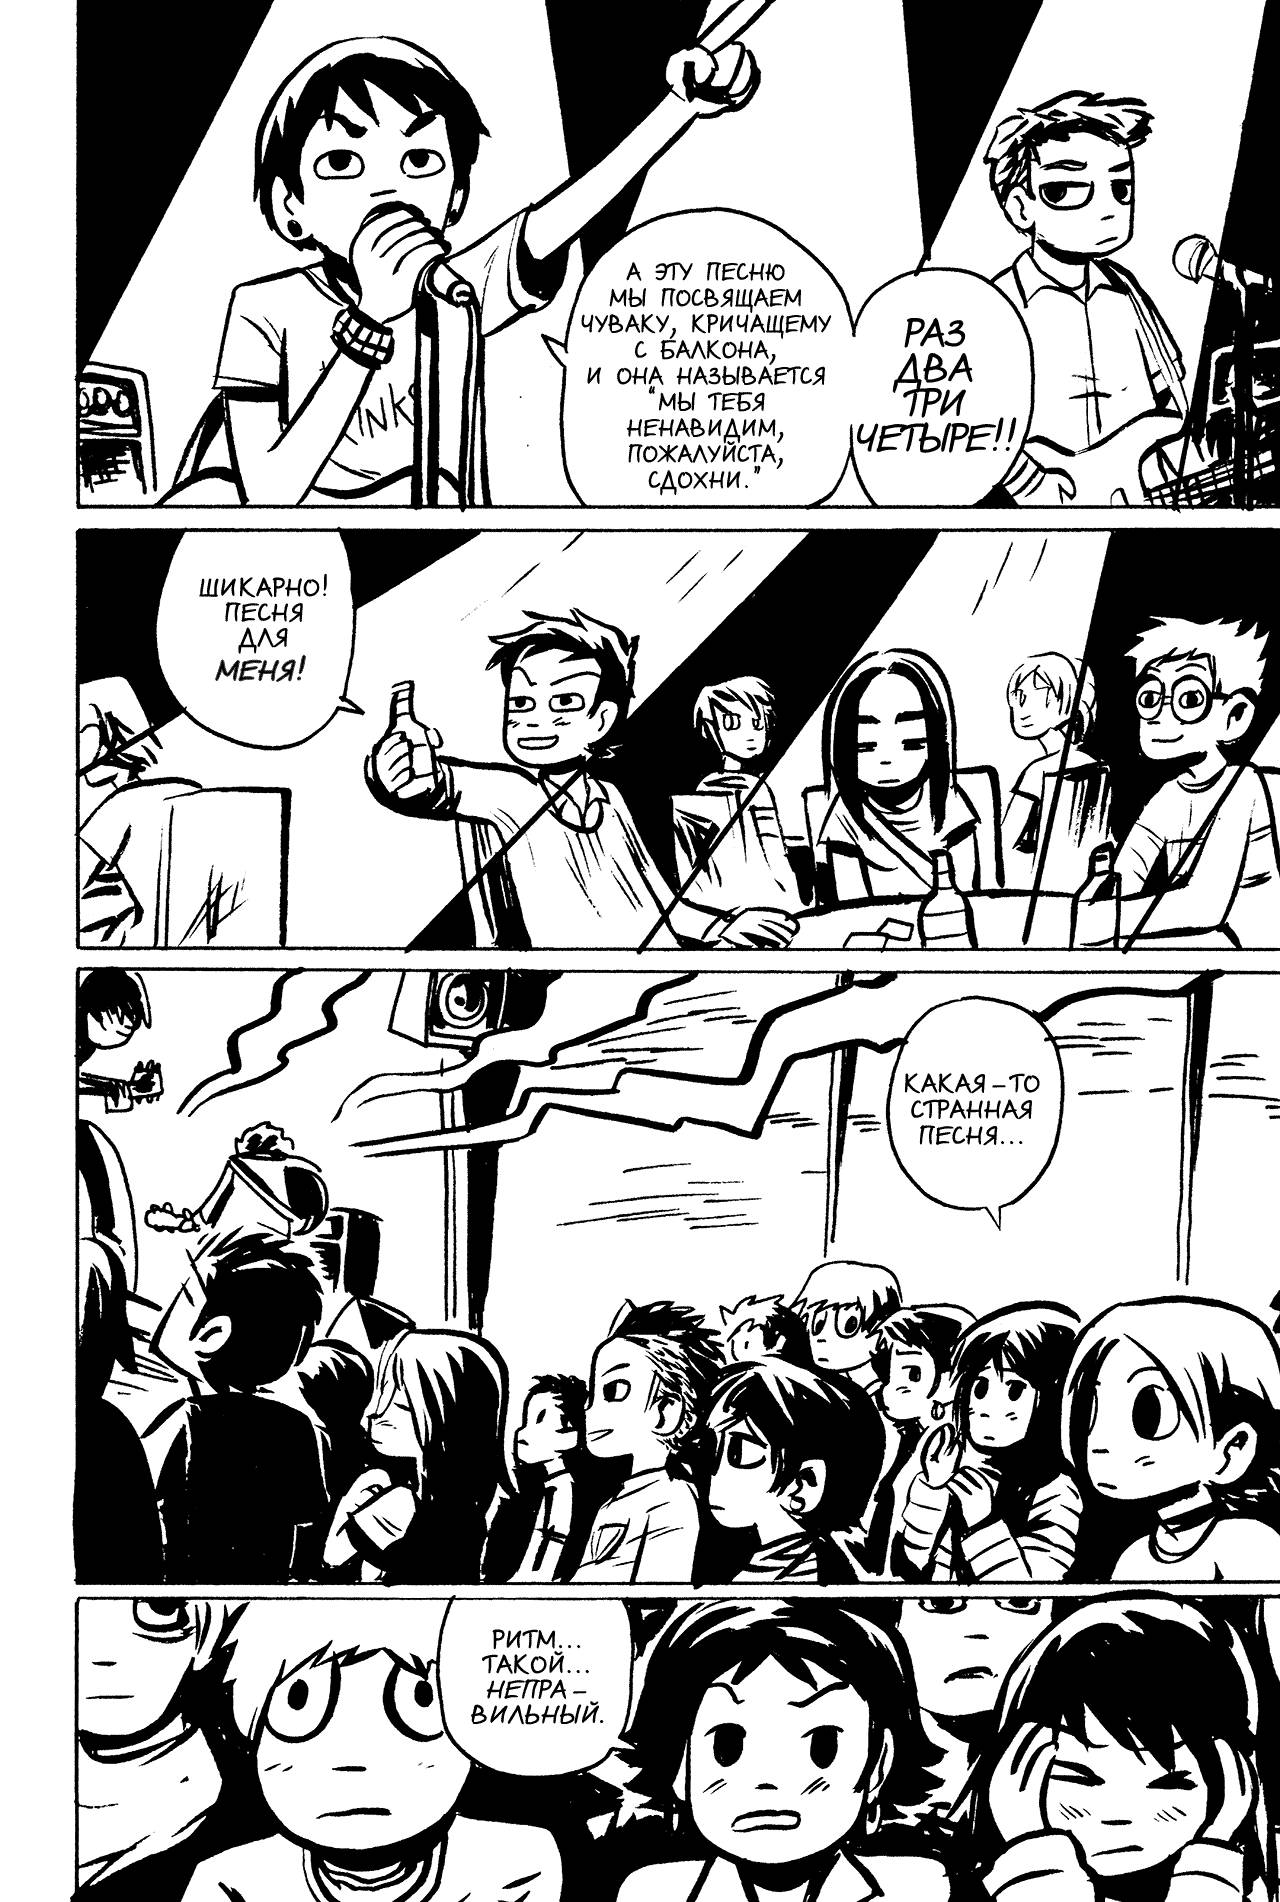 А ЭТУ ПЕСНЮ
МЫ ПОСВЯЩАЕМ
ЧУВАКУ, КРИЧАЩЕМУ
С БАЛКОНА,
И ОНА НАЗЫВАЕТСЯ
"МЫ ТЕБЯ
НЕНАВИДИМ,
ПОЖАЛУЙСТА,
СДОХНИ."
РАЗ
ДВА
ТРИ
ЧЕТЫРЕ!!
KINKS
ШИКАРНО!
ПЕСНЯ
ДЛЯ
МЕНЯ!
КАКАЯ-ТО
СТРАННАЯ
ПЕСНЯ...
РИТМ...
ТАКОЙ...
НЕПРА-
ВИЛЬНЫЙ.